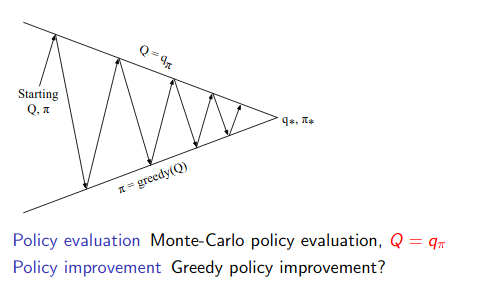 Q = qπ
Starting
Q, π
q*, π*
π = greedy(Q)
Policy evaluation Monte-Carlo policy evaluation, Q = qπ
Policy improvement Greedy policy improvement?